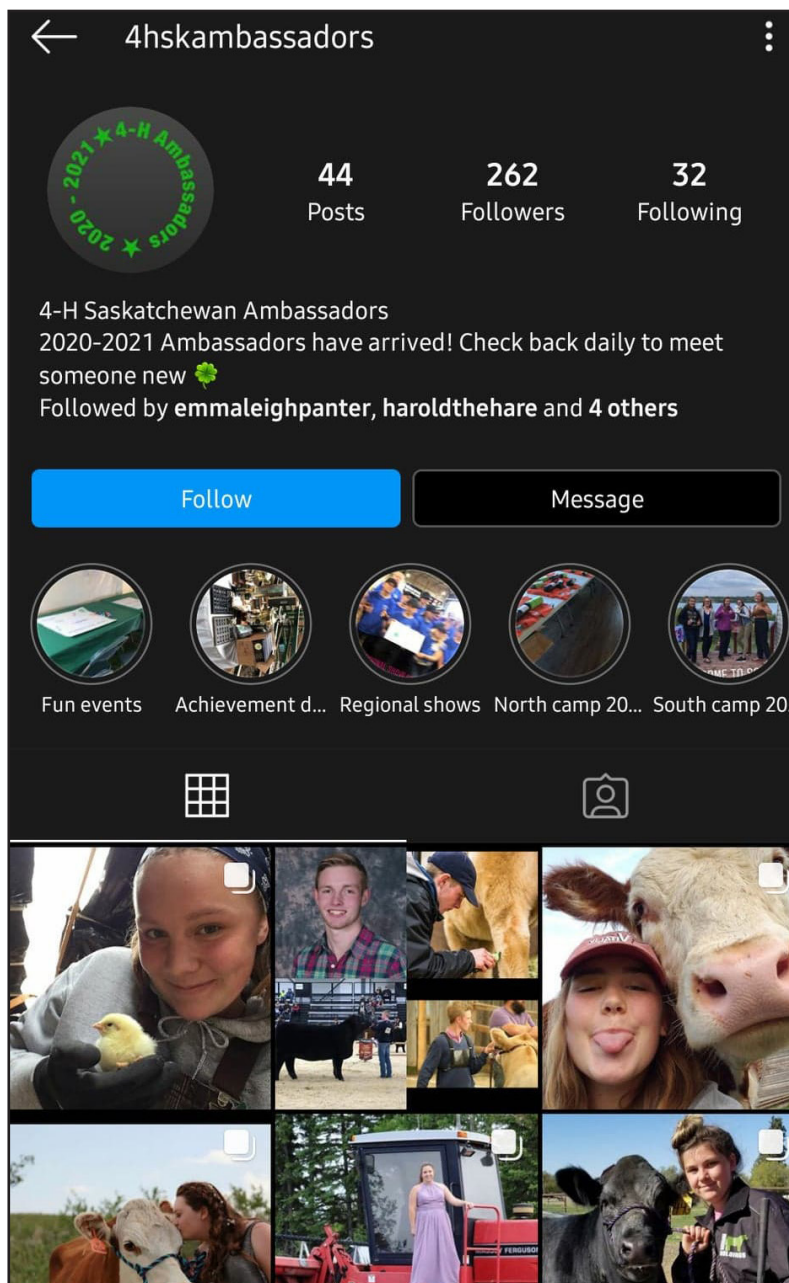 4hskambassadors
2020 - 2021 ★ 4-H Ambassadors ★
44
Posts
262
Followers
32
Following
4-H Saskatchewan Ambassadors
2020-2021 Ambassadors have arrived! Check back daily to meet
someone new 🍀
Followed by emmaleighpanter, haroldthehare and 4 others
Follow
Message
Fun events
Achievement d...
Regional shows
North camp 20...
South camp 20